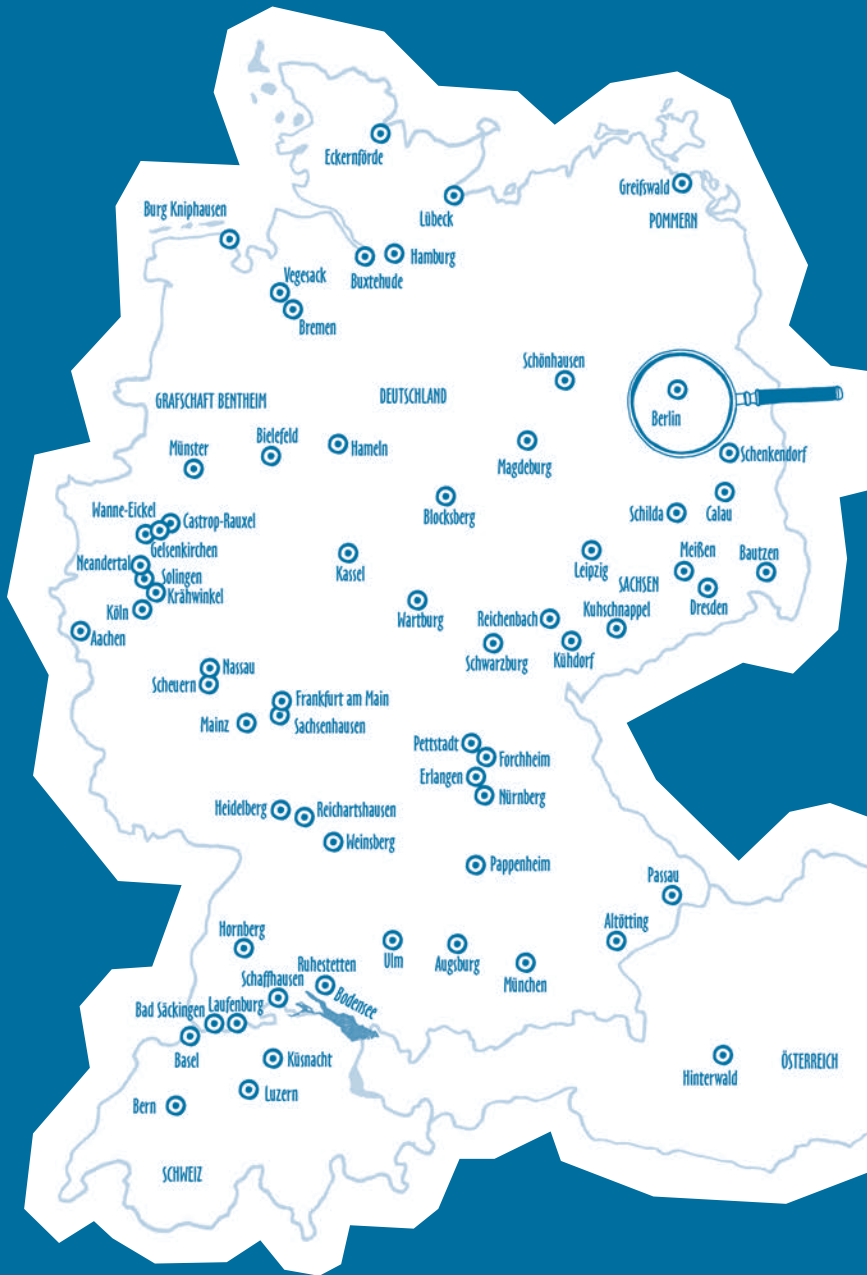 Eckernförde
Greifswald
Lübeck
POMMERN
Burg Kniphausen
Hamburg
Buxtehude
Vegesack
Bremen
Schönhausen
GRAFSCHAFT BENTHEIM
DEUTSCHLAND
Berlin
Bielefeld
Münster
Hameln
Magdeburg
Schenkendorf
Wanne-Eickel
Castrop-Rauxel
Blocksberg
Schilda
Calau
Gelsenkirchen
Neandertal
Solingen
Kassel
Leipzig
Meißen
Bautzen
SACHSEN
Krähwinkel
Köln
Wartburg
Dresden
Reichenbach
Kuhschnappel
Aachen
Schwarzburg
Kühdorf
Nassau
Scheuern
Frankfurt am Main
Mainz
Sachsenhausen
Pettstadt
Forchheim
Erlangen
Nürnberg
Heidelberg
Reichartshausen
Weinsberg
Pappenheim
Passau
Altötting
Hornberg
Ulm
Augsburg
München
Ruhestetten
Schaffhausen
Bodensee
Bad Säckingen
Laufenburg
Basel
Küsnacht
Hinterwald
ÖSTERREICH
Luzern
Bern
SCHWEIZ